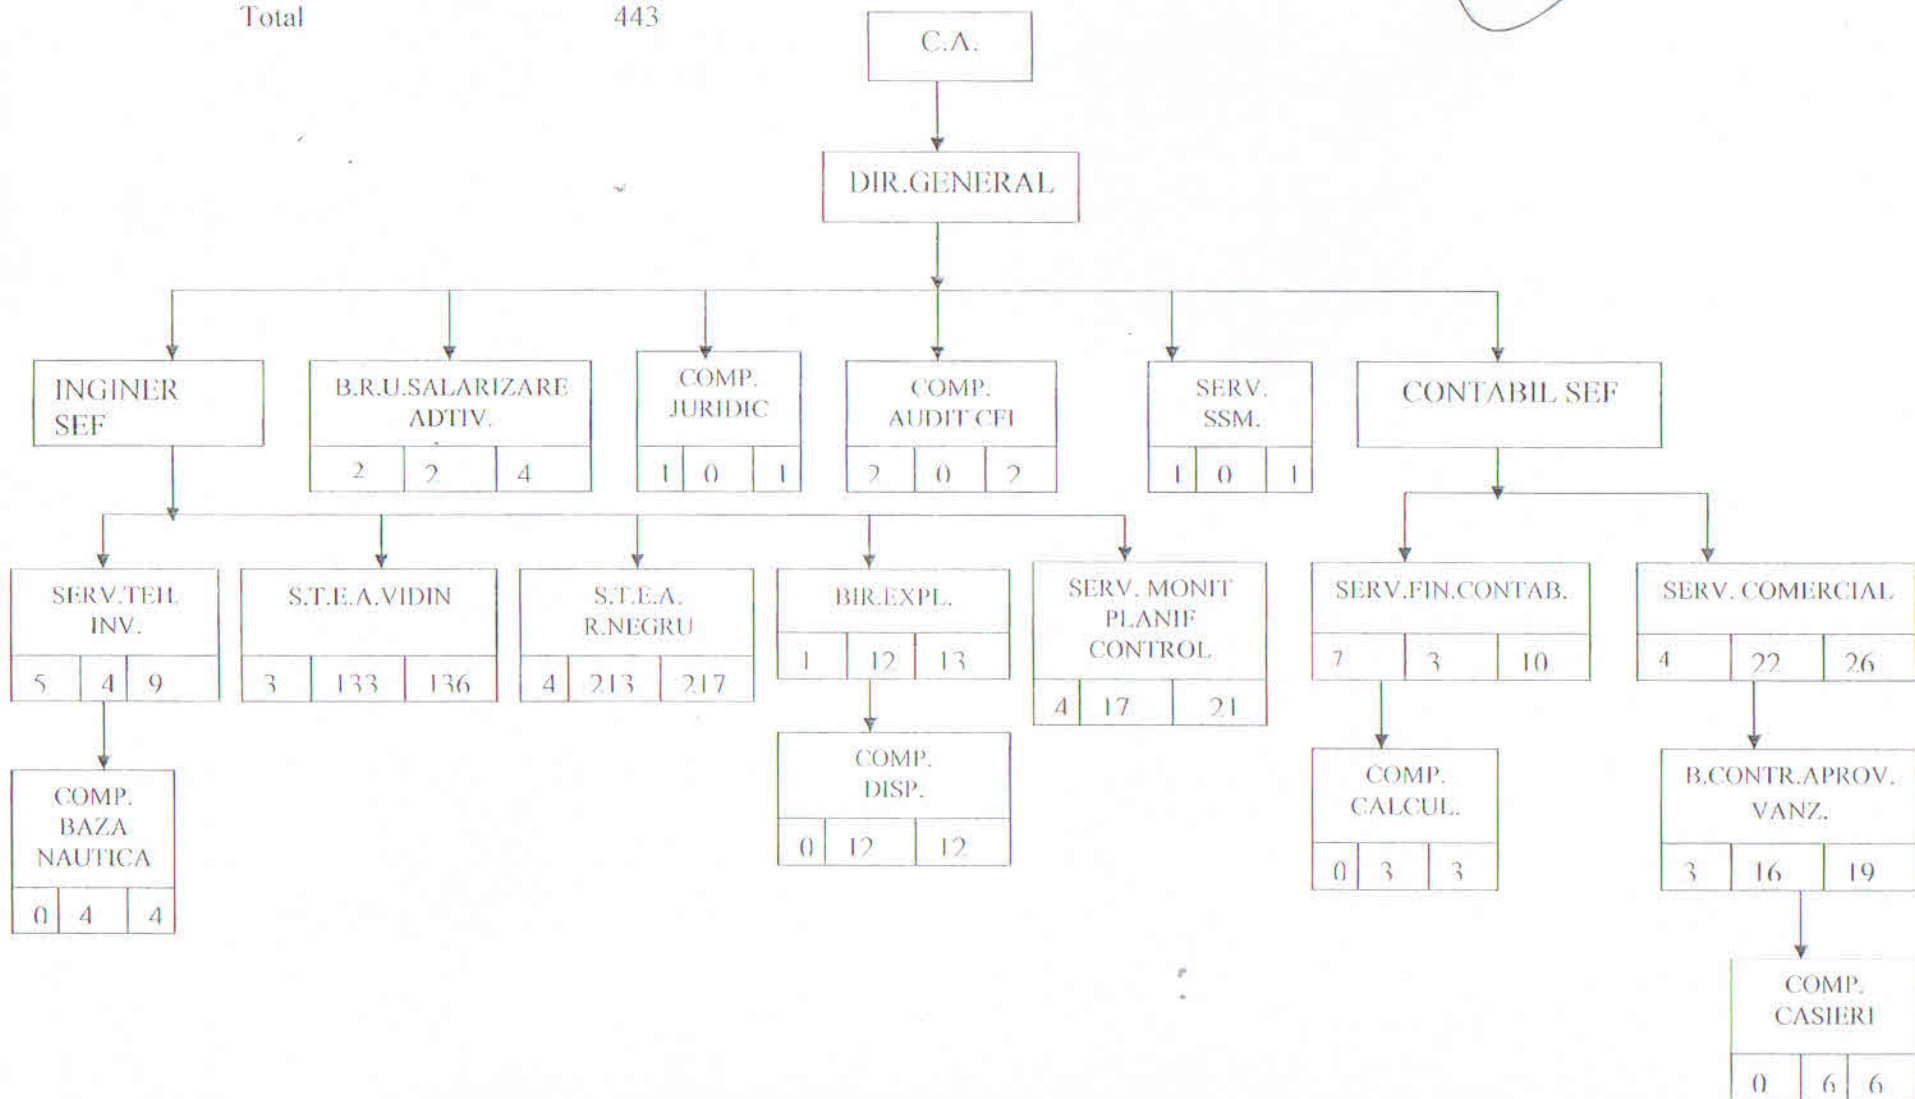 Total 443
C.A.
DIR.GENERAL
INGINER
SEF
B.R.U.SALARIZARE
ADTIV.
2 2 4
COMP.
JURIDIC
1 0 1
COMP.
AUDIT CFI
2 0 2
SERV.
SSM.
1 0 1
CONTABIL SEF
SERV.TEH.
INV.
5 4 9
S.T.E.A.VIDIN
3 133 136
S.T.E.A.
R.NEGRU
4 213 217
BIR.EXPL.
1 12 13
SERV. MONIT
PLANIF
CONTROL
4 17 21
SERV.FIN.CONTAB.
7 3 10
SERV. COMERCIAL
4 22 26
COMP.
BAZA
NAUTICA
0 4 4
COMP.
DISP.
0 12 12
COMP.
CALCUL.
0 3 3
B.CONTR.APROV.
VANZ.
3 16 19
COMP.
CASIERI
0 6 6